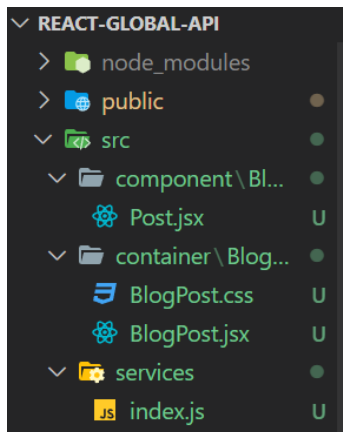 REACT-GLOBAL-API
node_modules
public
src
component\Bl...
Post.jsx U
container\Blog...
BlogPost.css U
BlogPost.jsx U
services
JS index.js U